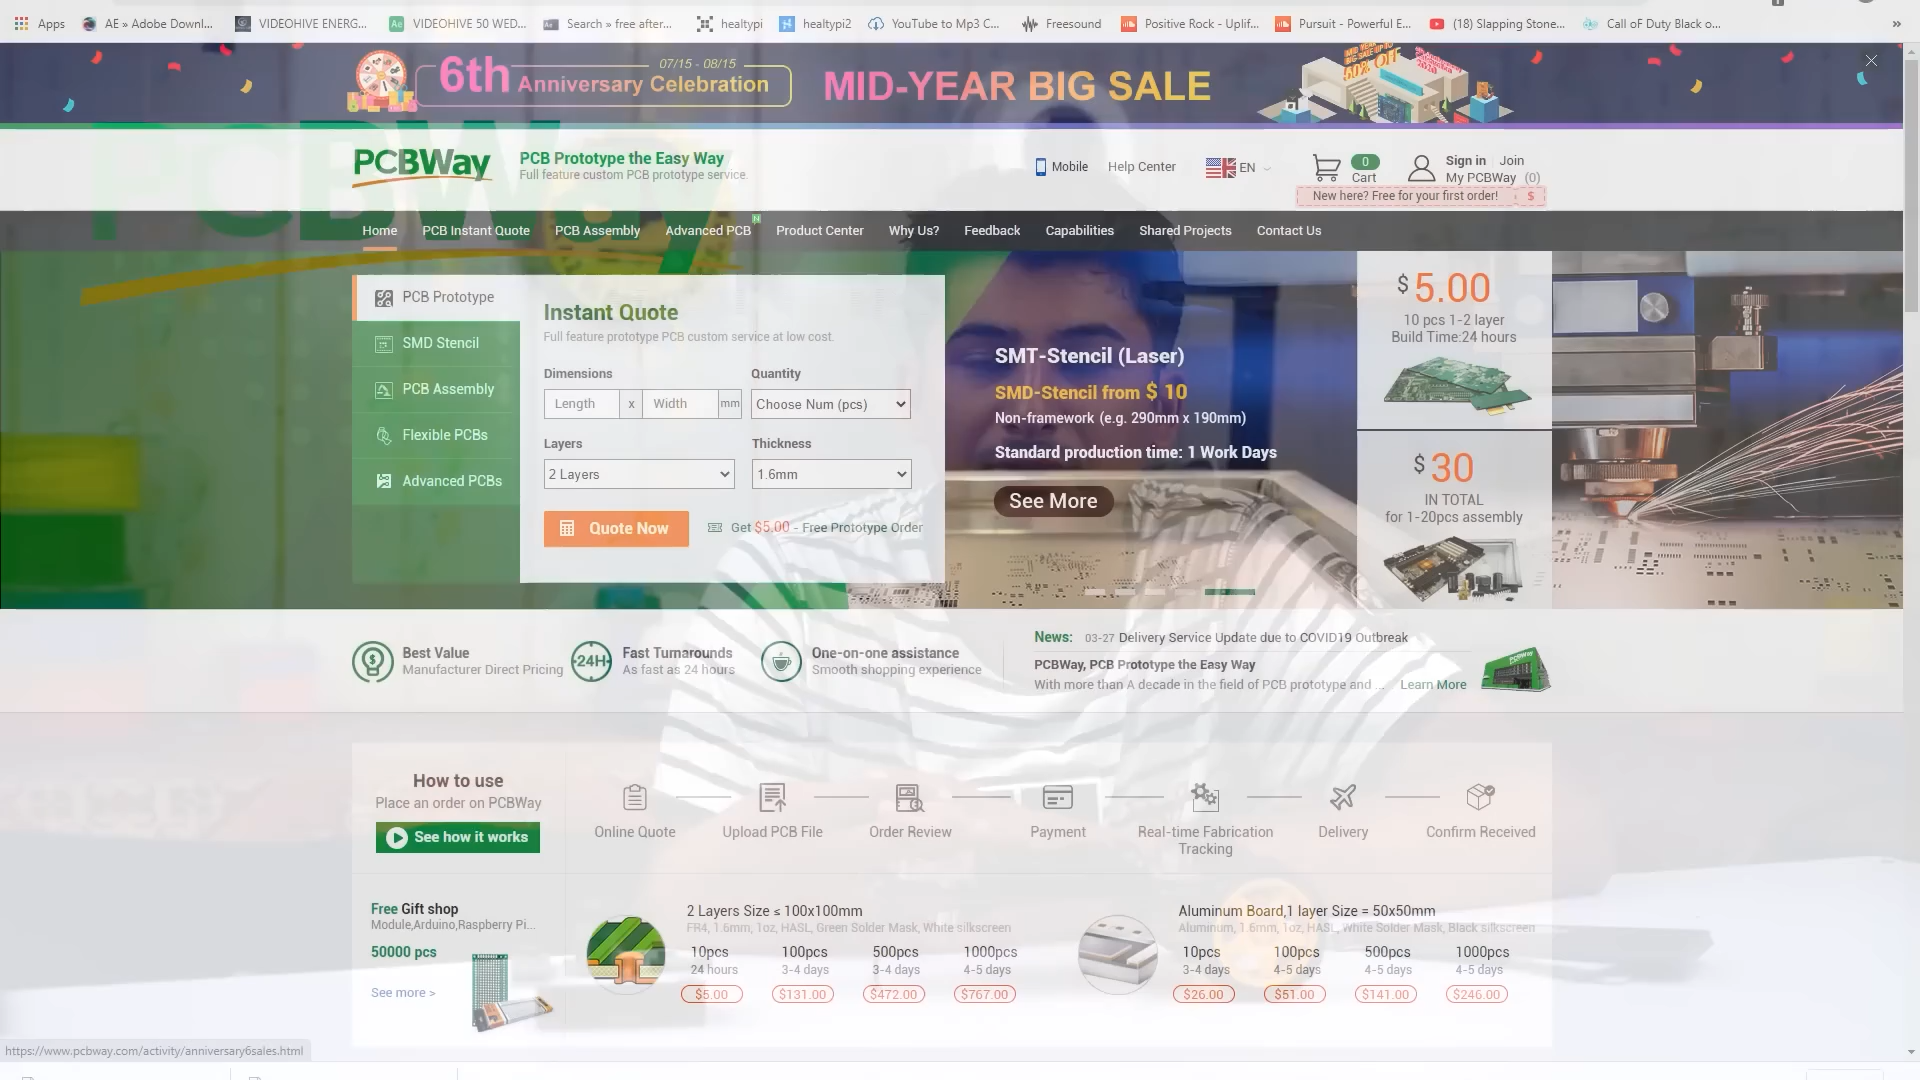 Apps
AE » Adobe Downl...
VIDEOHIVE ENERG...
VIDEOHIVE 50 WED...
Search » free after...
healtypi
healtypi2
YouTube to Mp3 C...
Freesound
Positive Rock - Uplif...
Pursuit - Powerful E...
(18) Slapping Stone...
Call oF Duty Black o...
»
07/15 - 08/15
6th Anniversary Celebration
MID-YEAR BIG SALE
50% OFF
PCBWay
PCB Prototype the Easy Way
Full feature custom PCB prototype service.
Mobile
Help Center
EN
0
Cart
Sign in
Join
My PCBWay (0)
New here? Free for your first order! $
PCBWay
Home
PCB Instant Quote
PCB Assembly
Advanced PCB
N
Product Center
Why Us?
Feedback
Capabilities
Shared Projects
Contact Us
PCB Prototype
SMD Stencil
PCB Assembly
Flexible PCBs
Advanced PCBs
Instant Quote
Full feature prototype PCB custom service at low cost.
Dimensions
Quantity
Length x Width mm
Choose Num (pcs)
Layers
Thickness
2 Layers
1.6mm
Quote Now
Get $5.00 - Free Prototype Order
SMT-Stencil (Laser)
SMD-Stencil from $ 10
Non-framework (e.g. 290mm x 190mm)
Standard production time: 1 Work Days
See More
$ 5.00
10 pcs 1-2 layer
Build Time:24 hours
$ 30
IN TOTAL
for 1-20pcs assembly
Best Value
Manufacturer Direct Pricing
24H
Fast Turnarounds
As fast as 24 hours
One-on-one assistance
Smooth shopping experience
News: 03-27 Delivery Service Update due to COVID19 Outbreak
PCBWay, PCB Prototype the Easy Way
With more than A decade in the field of PCB prototype and ... Learn More
How to use
Place an order on PCBWay
See how it works
Online Quote
Upload PCB File
Order Review
Payment
Real-time Fabrication
Tracking
Delivery
Confirm Received
Free Gift shop
Module,Arduino,Raspberry Pi...
50000 pcs
See more >
2 Layers Size ≤ 100x100mm
FR4, 1.6mm, 1oz, HASL, Green Solder Mask, White silkscreen
10pcs 100pcs 500pcs 1000pcs
24 hours 3-4 days 3-4 days 4-5 days
$5.00 $131.00 $472.00 $767.00
Aluminum Board,1 layer Size = 50x50mm
Aluminum, 1.6mm, 1oz, HASL, White Solder Mask, Black silkscreen
10pcs 100pcs 500pcs 1000pcs
3-4 days 4-5 days 4-5 days 4-5 days
$26.00 $51.00 $141.00 $246.00
https://www.pcbway.com/activity/anniversary6sales.html